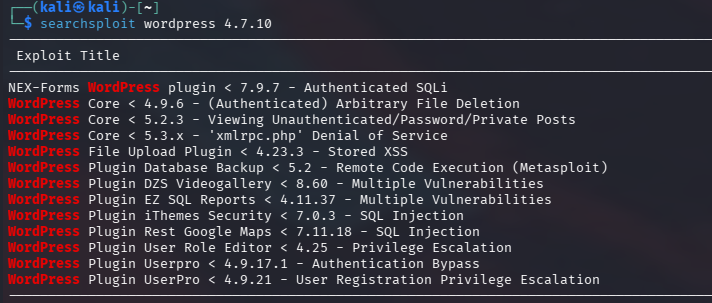 ┌──(kali㉿kali)-[~]
└─$ searchsploit wordpress 4.7.10
Exploit Title
NEX-Forms WordPress plugin < 7.9.7 - Authenticated SQLi
WordPress Core < 4.9.6 - (Authenticated) Arbitrary File Deletion
WordPress Core < 5.2.3 - Viewing Unauthenticated/Password/Private Posts
WordPress Core < 5.3.x - 'xmlrpc.php' Denial of Service
WordPress File Upload Plugin < 4.23.3 - Stored XSS
WordPress Plugin Database Backup < 5.2 - Remote Code Execution (Metasploit)
WordPress Plugin DZS Videogallery < 8.60 - Multiple Vulnerabilities
WordPress Plugin EZ SQL Reports < 4.11.37 - Multiple Vulnerabilities
WordPress Plugin iThemes Security < 7.0.3 - SQL Injection
WordPress Plugin Rest Google Maps < 7.11.18 - SQL Injection
WordPress Plugin User Role Editor < 4.25 - Privilege Escalation
WordPress Plugin Userpro < 4.9.17.1 - Authentication Bypass
WordPress Plugin UserPro < 4.9.21 - User Registration Privilege Escalation